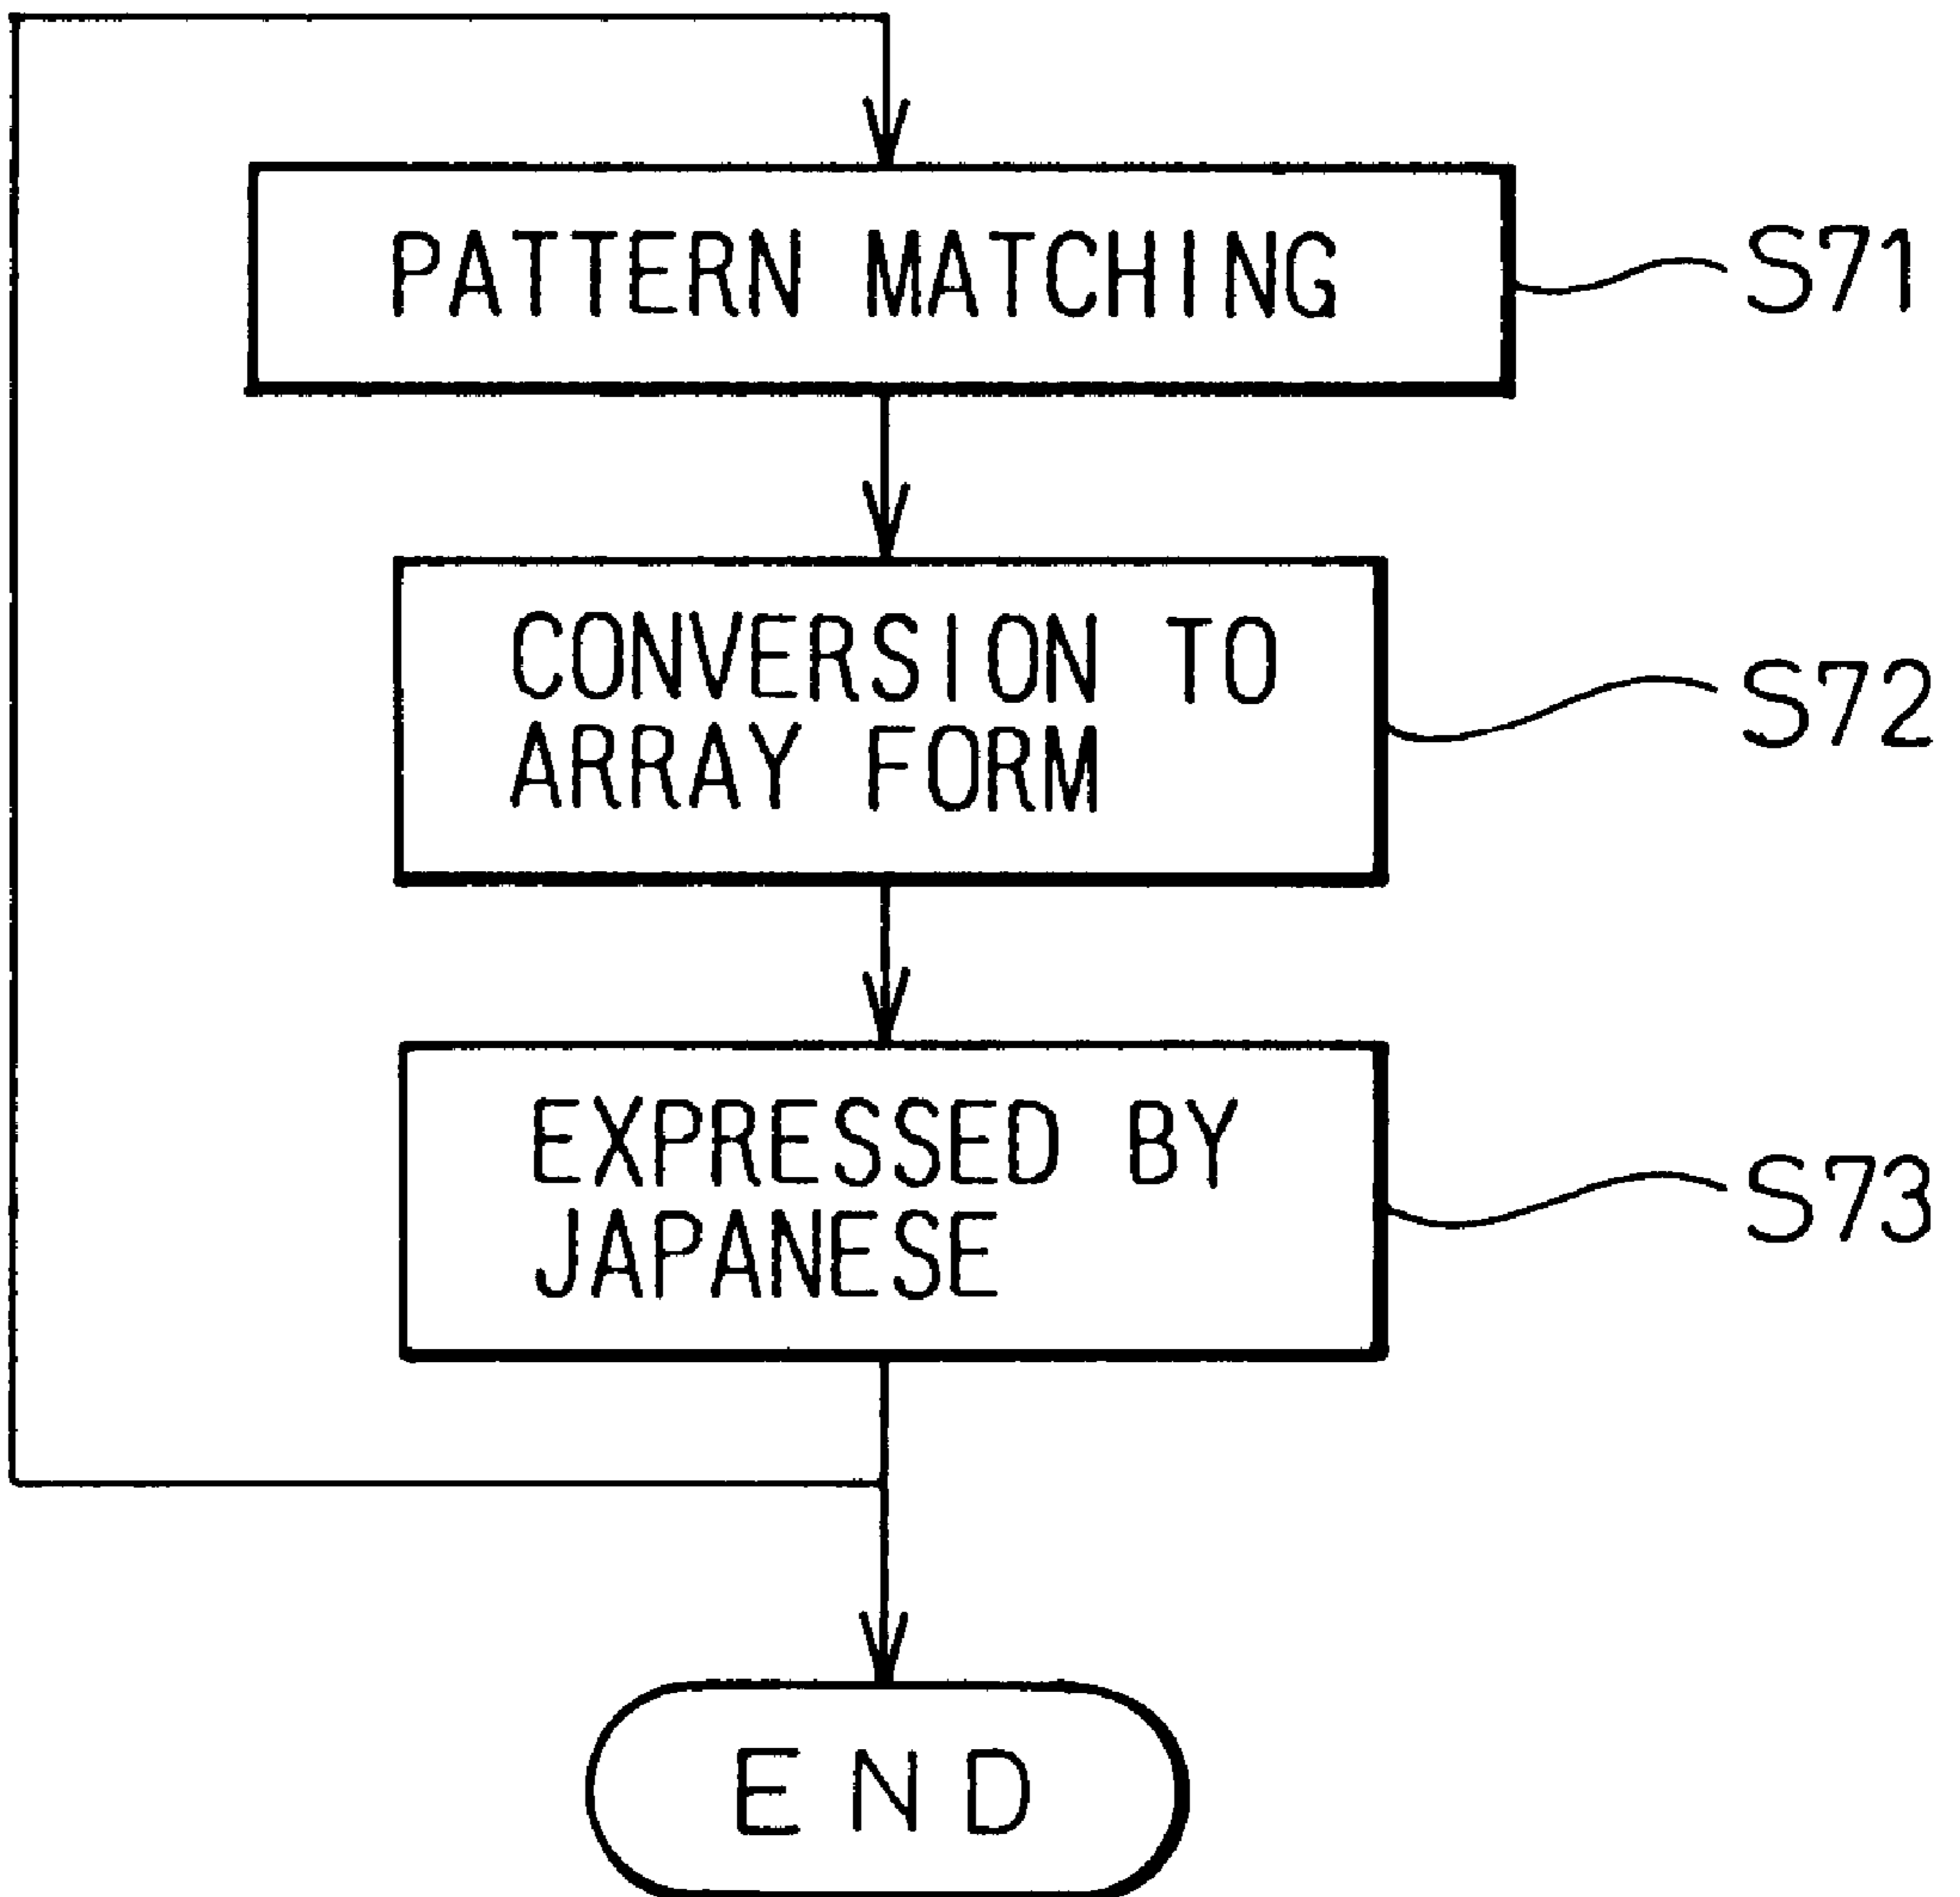 PATTERN MATCHING
S71
CONVERSION TO
ARRAY FORM
S72
EXPRESSED BY
JAPANESE
S73
END